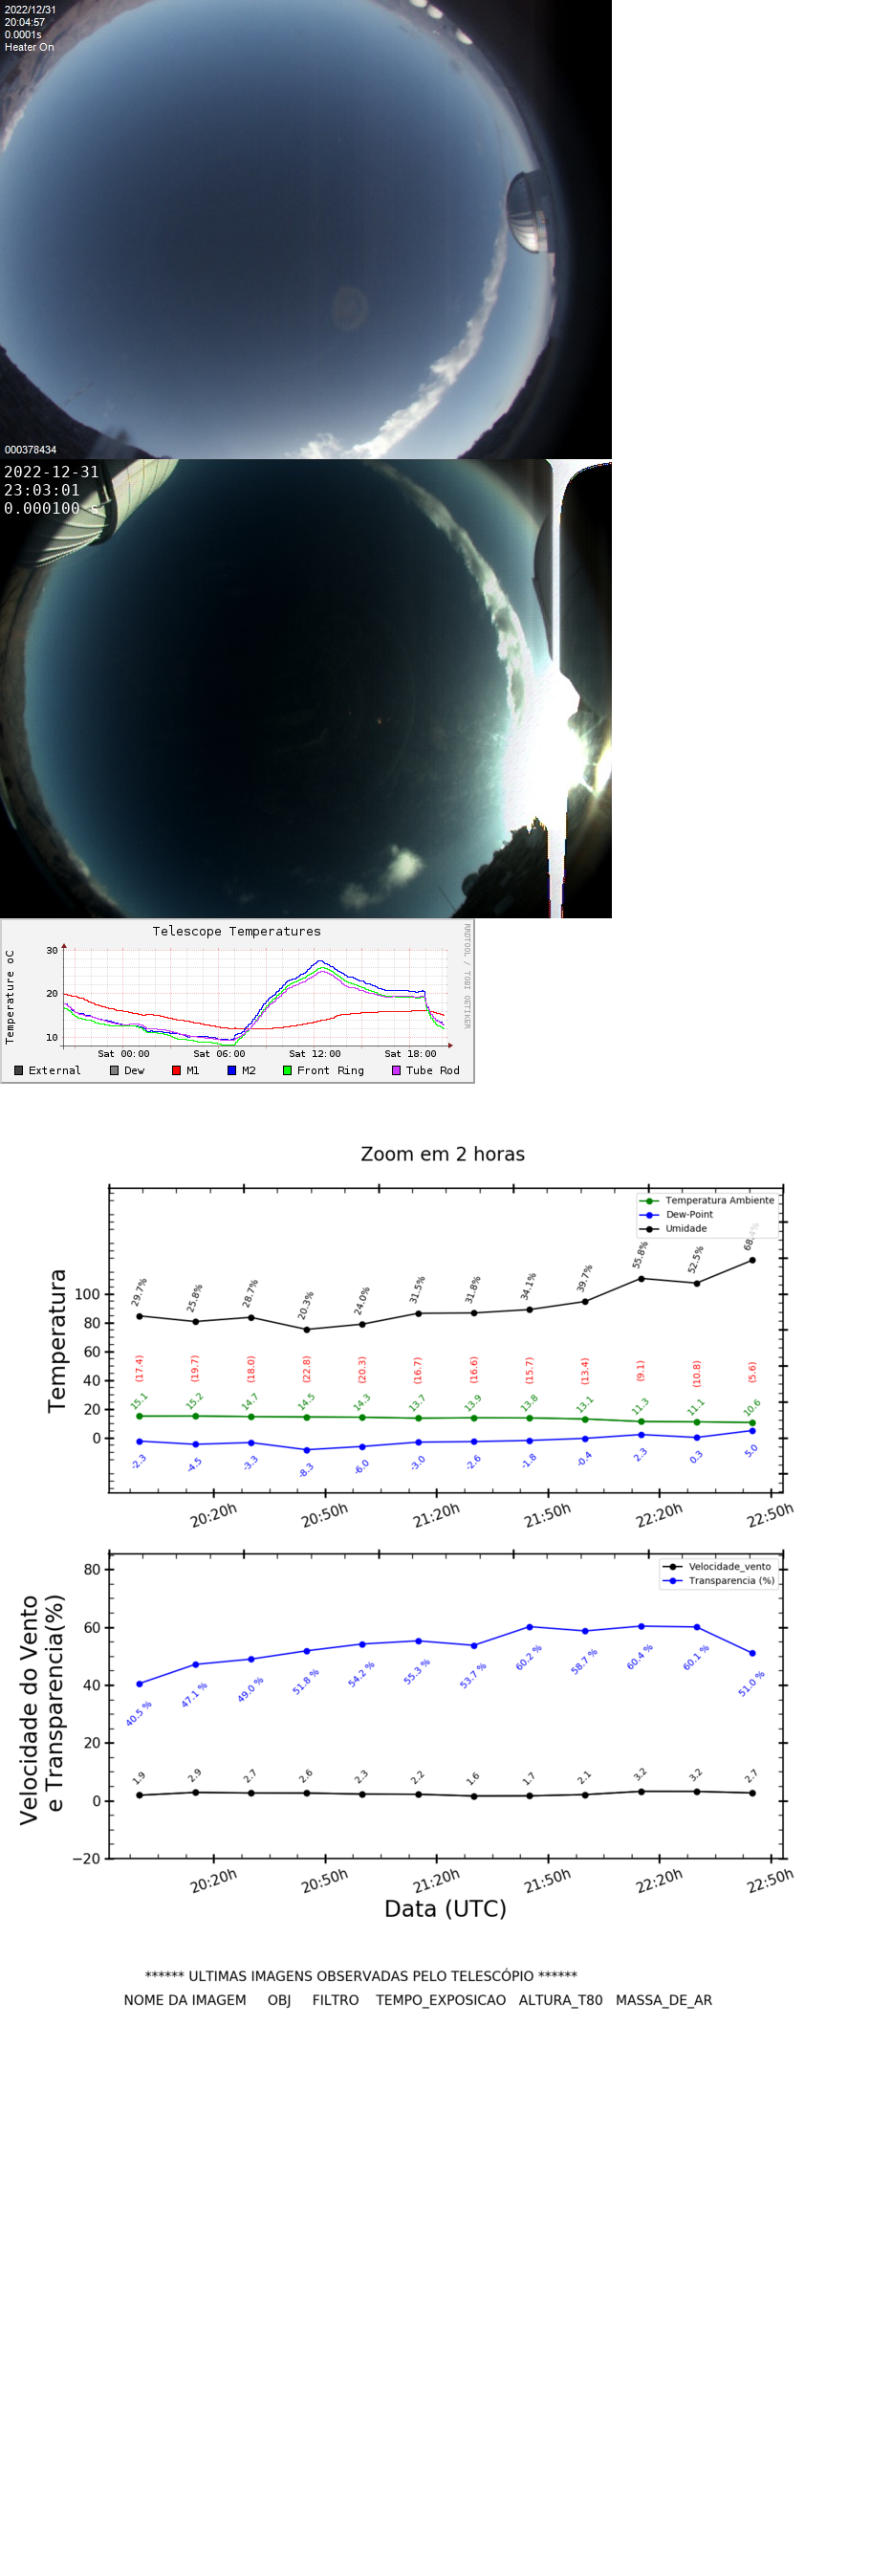 2022/12/31
20:04:57
0.0001s
Heater On
000378434
2022-12-31
23:03:01
0.000100 s
Telescope Temperatures
Temperature oC
RRDTOOL / TOBI OETIKER
30
20
10
Sat 00:00 Sat 06:00 Sat 12:00 Sat 18:00
External Dew M1 M2 Front Ring Tube Rod
Zoom em 2 horas
Temperatura
Temperatura Ambiente
Dew-Point
Umidade
29.7% 25.8% 28.7% 20.3% 24.0% 31.5% 31.8% 34.1% 39.7% 55.8% 52.5% 68.4%
100
80
60
40
20
0
(17.4) (19.7) (18.0) (22.8) (20.3) (16.7) (16.6) (15.7) (13.4) (9.1) (10.8) (5.6)
15.1 15.2 14.7 14.5 14.3 13.7 13.9 13.8 13.1 11.3 11.1 10.6
-2.3 -4.5 -3.3 -8.3 -6.0 -3.0 -2.6 -1.8 -0.4 2.3 0.3 5.0
20:20h 20:50h 21:20h 21:50h 22:20h 22:50h
Velocidade do Vento
e Transparencia(%)
Velocidade_vento
Transparencia (%)
80
60
40
20
0
−20
40.5 % 47.1 % 49.0 % 51.8 % 54.2 % 55.3 % 53.7 % 60.2 % 58.7 % 60.4 % 60.1 % 51.0 %
1.9 2.9 2.7 2.6 2.3 2.2 1.6 1.7 2.1 3.2 3.2 2.7
20:20h 20:50h 21:20h 21:50h 22:20h 22:50h
Data (UTC)
****** ULTIMAS IMAGENS OBSERVADAS PELO TELESCÓPIO ******
NOME DA IMAGEM OBJ FILTRO TEMPO_EXPOSICAO ALTURA_T80 MASSA_DE_AR